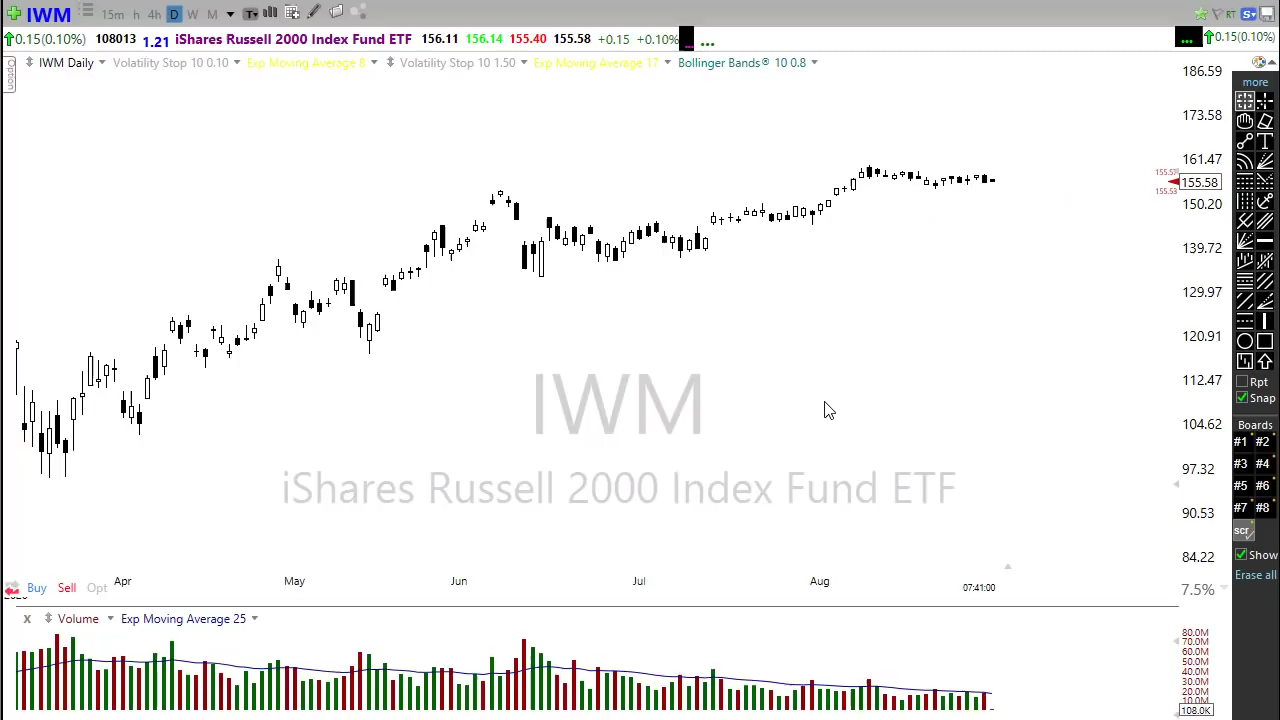 IWM 15m h 4h D W M T RT S
0.15(0.10%) 108013 1.21 iShares Russell 2000 Index Fund ETF 156.11 156.14 155.40 155.58 +0.15 +0.10% ... ... 0.15(0.10%)
Option IWM Daily Volatility Stop 10 0.10 Exp Moving Average 8 Volatility Stop 10 1.50 Exp Moving Average 17 Bollinger Bands® 10 0.8
186.59
more
173.58
161.47
155.58
150.20
139.72
129.97
120.91
112.47
104.62
97.32
90.53
84.22
IWM
iShares Russell 2000 Index Fund ETF
Rpt
Snap
Boards
#1 #2
#3 #4
#5 #6
#7 #8
scr
Show
Erase all
Apr May Jun Jul Aug
Buy Sell Opt 07:41:00 7.5%
X Volume Exp Moving Average 25
80.0M
70.0M
60.0M
50.0M
40.0M
30.0M
20.0M
10.0M
108.0K